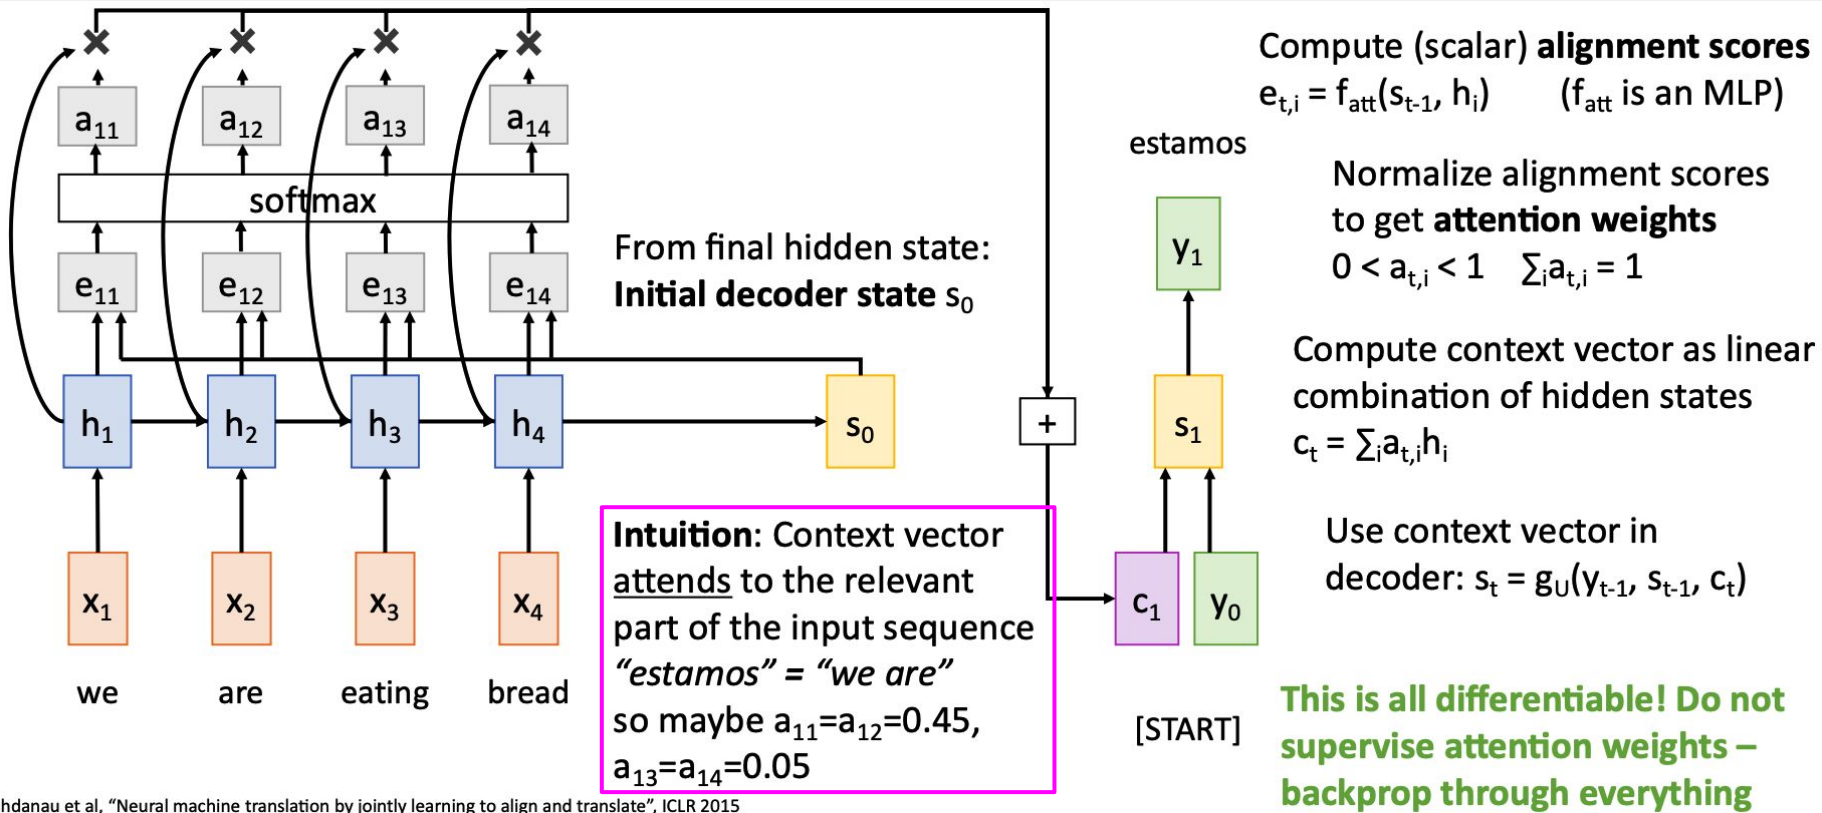 a₁₁ a₁₂ a₁₃ a₁₄
softmax
e₁₁ e₁₂ e₁₃ e₁₄
h₁ h₂ h₃ h₄ s₀
x₁ x₂ x₃ x₄
we are eating bread
From final hidden state:
Initial decoder state s₀
Intuition: Context vector
attends to the relevant
part of the input sequence
“estamos” = “we are”
so maybe a₁₁=a₁₂=0.45,
a₁₃=a₁₄=0.05
+
estamos
y₁
s₁
c₁ y₀
[START]
Compute (scalar) alignment scores
eₜ,ᵢ = fₐₜₜ(sₜ₋₁, hᵢ) (fₐₜₜ is an MLP)
Normalize alignment scores
to get attention weights
0 < aₜ,ᵢ < 1 ∑ᵢaₜ,ᵢ = 1
Compute context vector as linear
combination of hidden states
cₜ = ∑ᵢaₜ,ᵢhᵢ
Use context vector in
decoder: sₜ = g_U(yₜ₋₁, sₜ₋₁, cₜ)
This is all differentiable! Do not
supervise attention weights –
backprop through everything
hdanau et al, “Neural machine translation by jointly learning to align and translate”, ICLR 2015